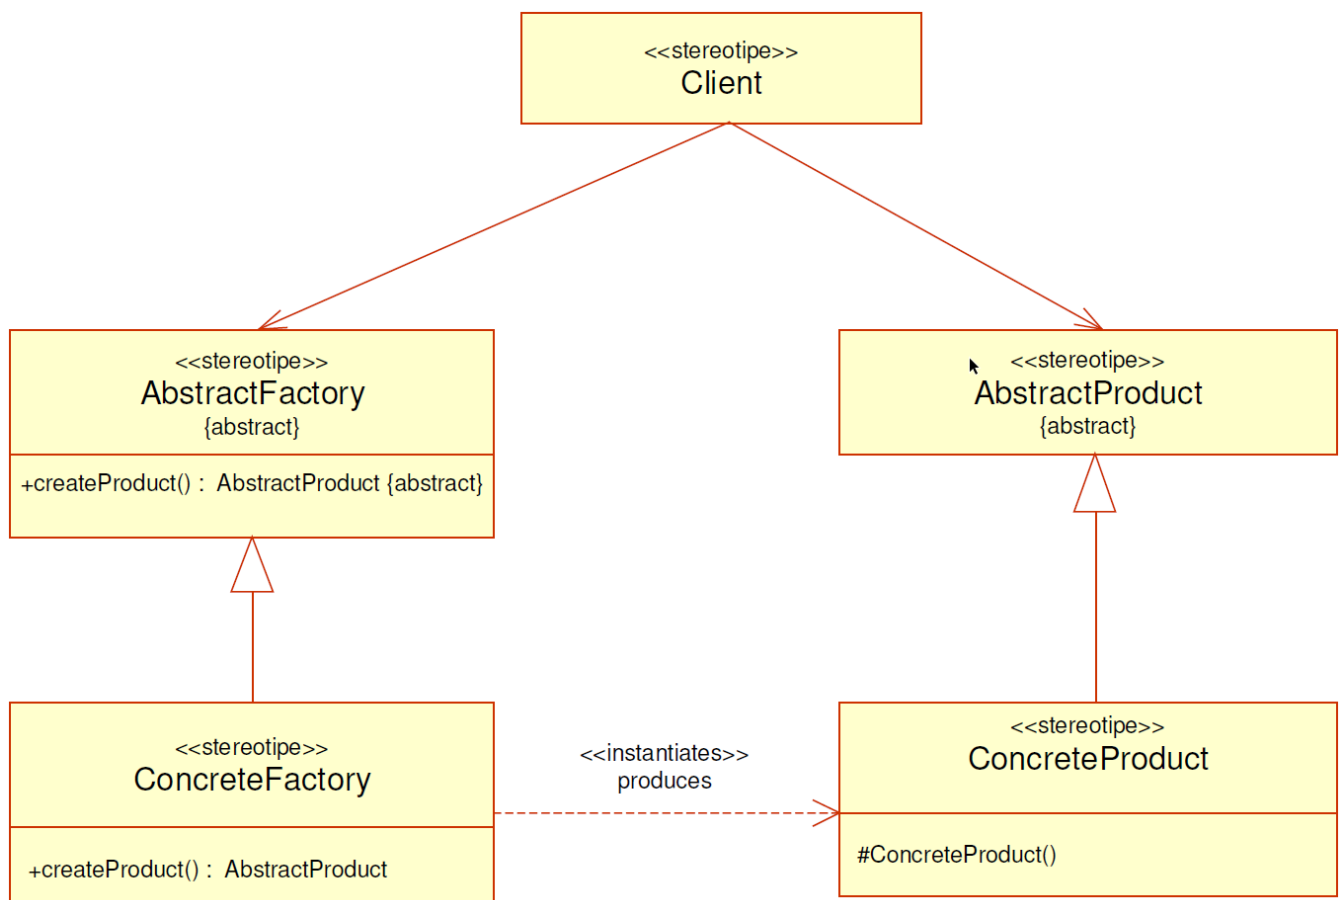 <<stereotipe>>
Client
<<stereotipe>>
AbstractFactory
{abstract}
+createProduct() : AbstractProduct {abstract}
<<stereotipe>>
AbstractProduct
{abstract}
<<stereotipe>>
ConcreteFactory
+createProduct() : AbstractProduct
<<instantiates>>
produces
<<stereotipe>>
ConcreteProduct
#ConcreteProduct()